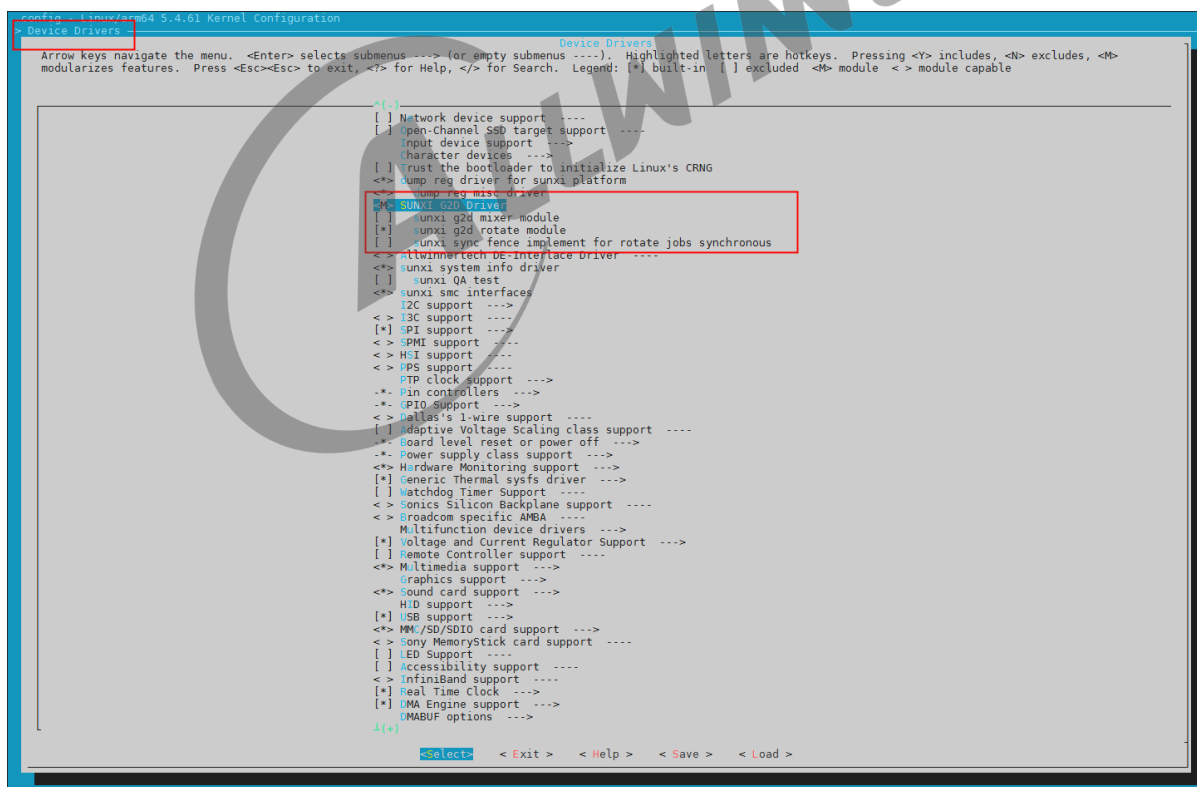 config - Linux/arm64 5.4.61 Kernel Configuration
> Device Drivers
Device Drivers
Arrow keys navigate the menu. <Enter> selects submenus ---> (or empty submenus ----). Highlighted letters are hotkeys. Pressing <Y> includes, <N> excludes, <M>
modularizes features. Press <Esc><Esc> to exit, <?> for Help, </> for Search. Legend: [*] built-in [ ] excluded <M> module < > module capable
^(-)
[ ] Network device support ----
[ ] Open-Channel SSD target support ----
Input device support --->
Character devices --->
[ ] Trust the bootloader to initialize Linux's CRNG
<*> dump reg driver for sunxi platform
<*> dump reg misc driver
<M> SUNXI G2D Driver
[ ] sunxi g2d mixer module
[*] sunxi g2d rotate module
[ ] sunxi sync fence implement for rotate jobs synchronous
< > Allwinnertech DE-Interlace Driver ----
<*> sunxi system info driver
[ ] sunxi QA test
<*> sunxi smc interfaces
I2C support --->
< > I3C support ----
[*] SPI support --->
< > SPMI support ----
< > HSI support ----
< > PPS support ----
PTP clock support --->
-*- Pin controllers --->
-*- GPIO Support --->
< > Dallas's 1-wire support ----
[ ] Adaptive Voltage Scaling class support ----
-*- Board level reset or power off --->
-*- Power supply class support --->
<*> Hardware Monitoring support --->
[*] Generic Thermal sysfs driver --->
[ ] Watchdog Timer Support ----
< > Sonics Silicon Backplane support ----
< > Broadcom specific AMBA ----
Multifunction device drivers --->
[*] Voltage and Current Regulator Support --->
[ ] Remote Controller support ----
<*> Multimedia support --->
Graphics support --->
<*> Sound card support --->
HID support --->
[*] USB support --->
<*> MMC/SD/SDIO card support --->
< > Sony MemoryStick card support ----
[ ] LED Support ----
[ ] Accessibility support ----
< > InfiniBand support ----
[*] Real Time Clock --->
[*] DMA Engine support --->
DMABUF options --->
┴(+)
<Select> < Exit > < Help > < Save > < Load >
ALLWIN